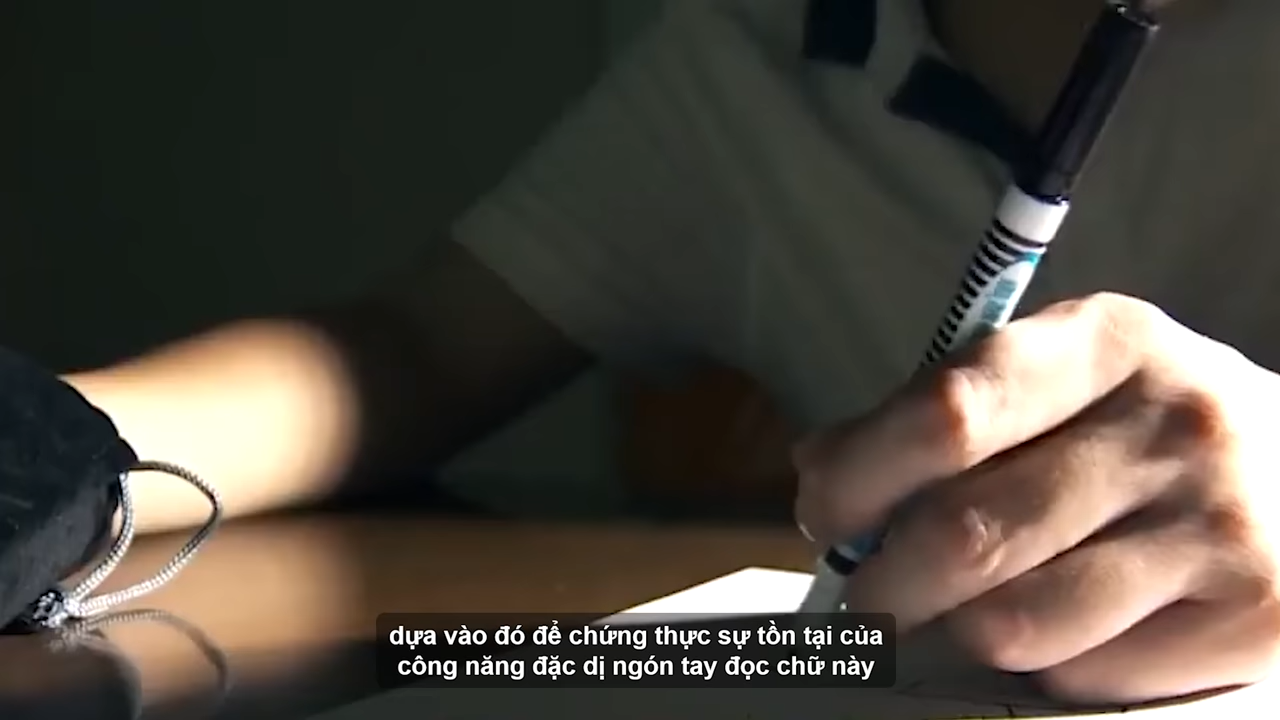 dựa vào đó để chứng thực sự tồn tại của
công năng đặc dị ngón tay đọc chữ này